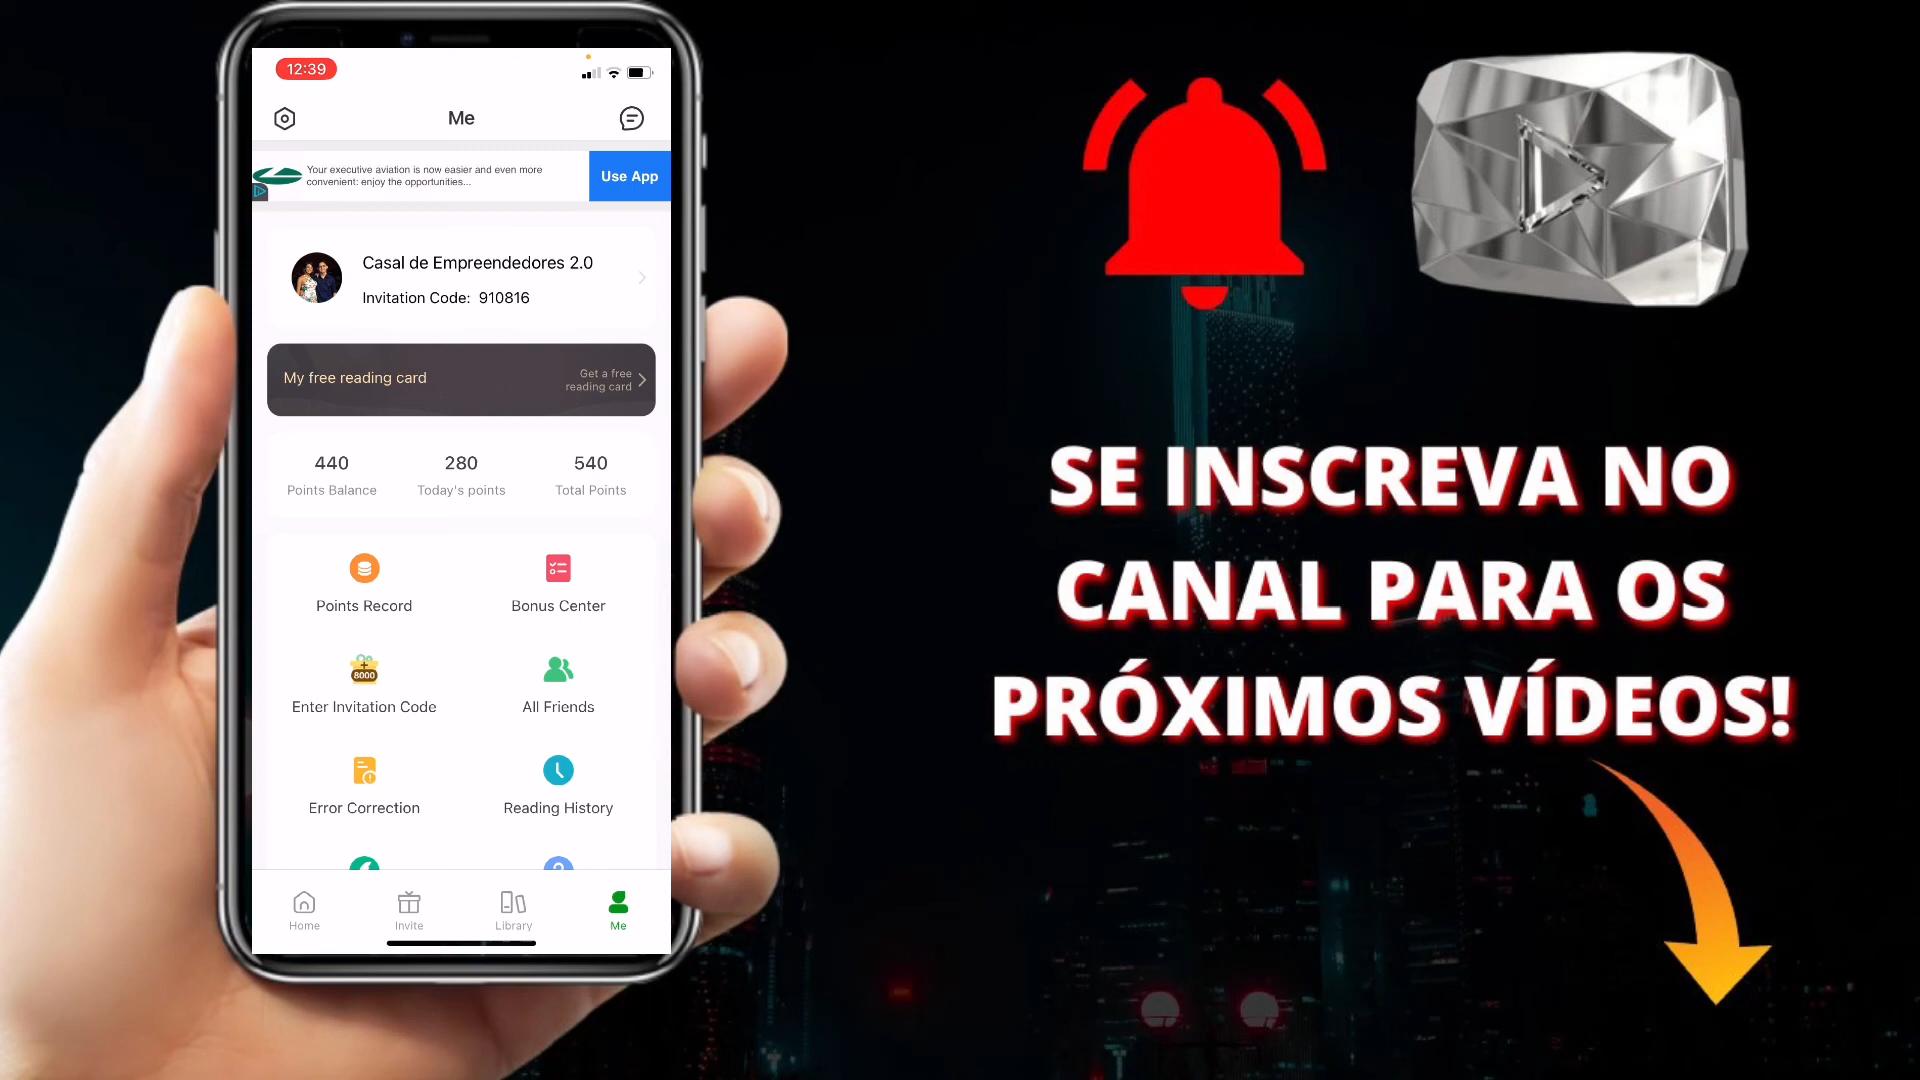 12:39
Me
Your executive aviation is now easier and even more
convenient: enjoy the opportunities...
Use App
Casal de Empreendedores 2.0
Invitation Code: 910816
My free reading card
Get a free
reading card
440
280
540
Points Balance
Today's points
Total Points
Points Record
Bonus Center
8000
Enter Invitation Code
All Friends
Error Correction
Reading History
Home
Invite
Library
Me
SE INSCREVA NO
CANAL PARA OS
PRÓXIMOS VÍDEOS!